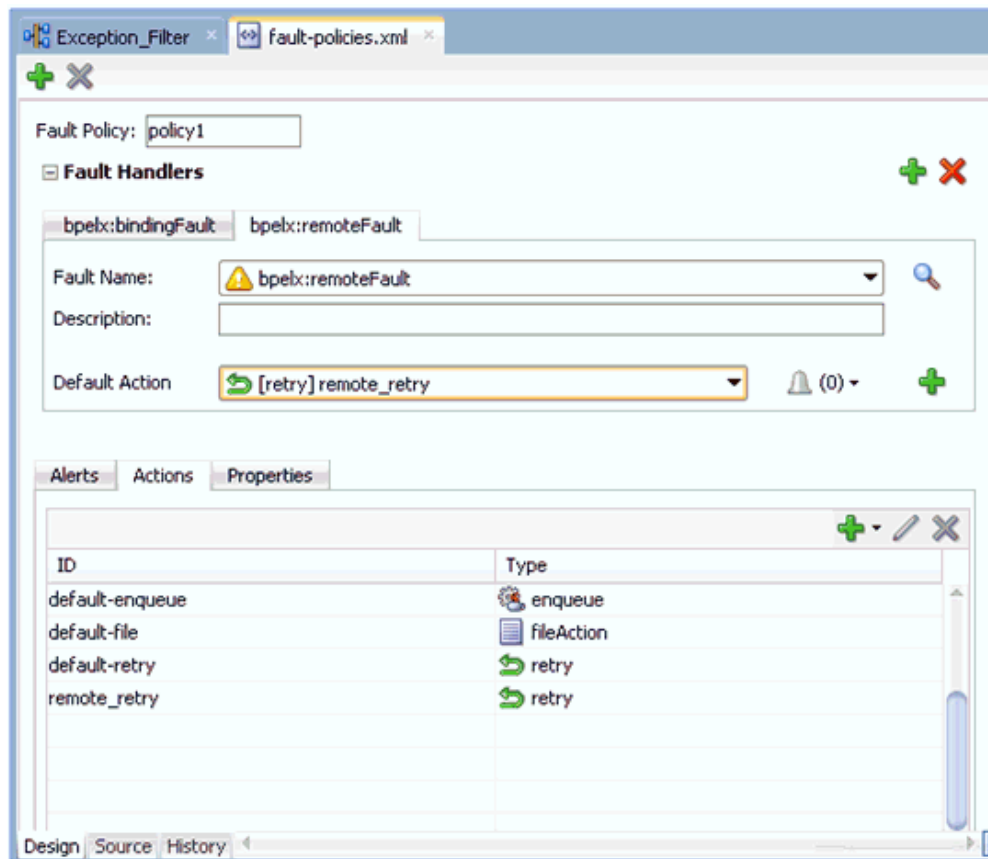 Exception_Filter fault-policies.xml
Fault Policy: policy1
Fault Handlers
bpelx:bindingFault bpelx:remoteFault
Fault Name: bpelx:remoteFault
Description:
Default Action [retry] remote_retry (0)
Alerts Actions Properties
ID Type
default-enqueue enqueue
default-file fileAction
default-retry retry
remote_retry retry
Design Source History